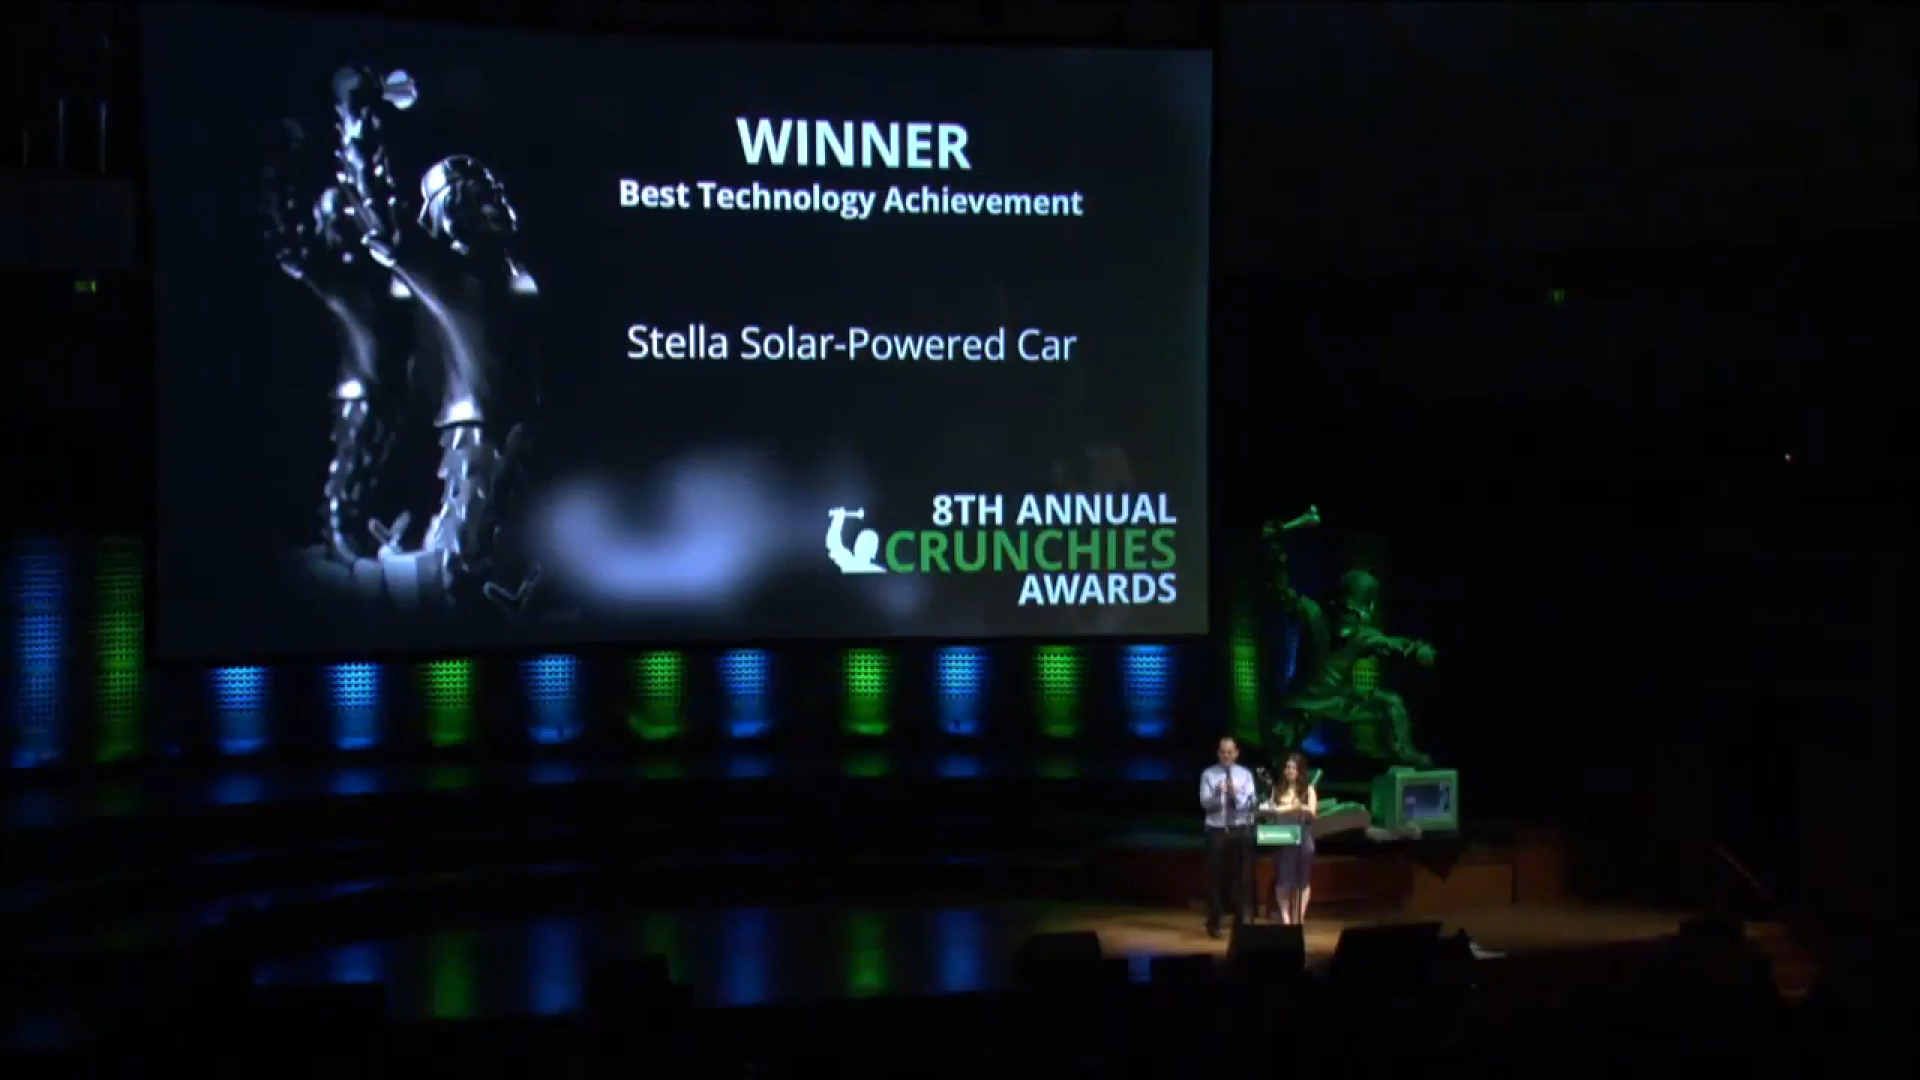 WINNER
Best Technology Achievement
Stella Solar-Powered Car
8TH ANNUAL
CRUNCHIES
AWARDS